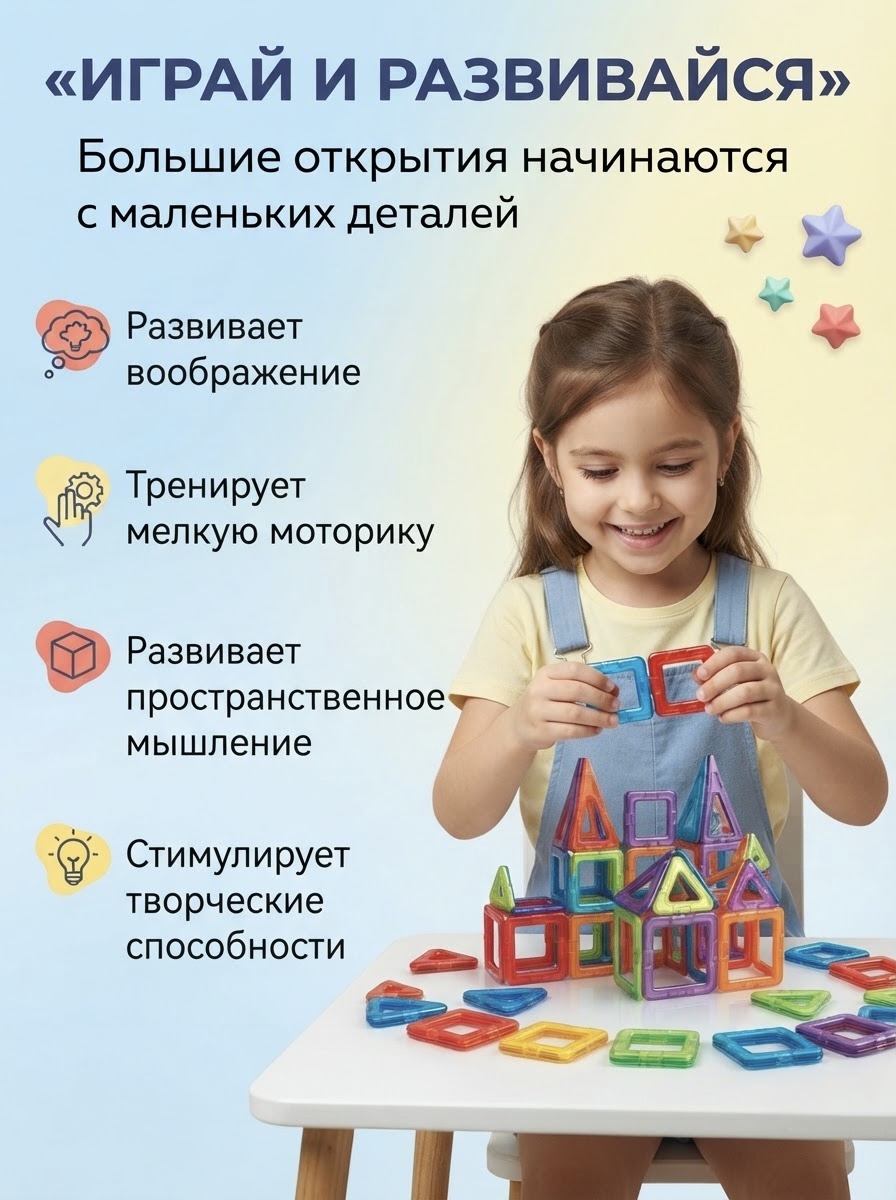 «ИГРАЙ И РАЗВИВАЙСЯ»
Большие открытия начинаются
с маленьких деталей
Развивает
воображение
Тренирует
мелкую моторику
Развивает
пространственное
мышление
Стимулирует
творческие
способности